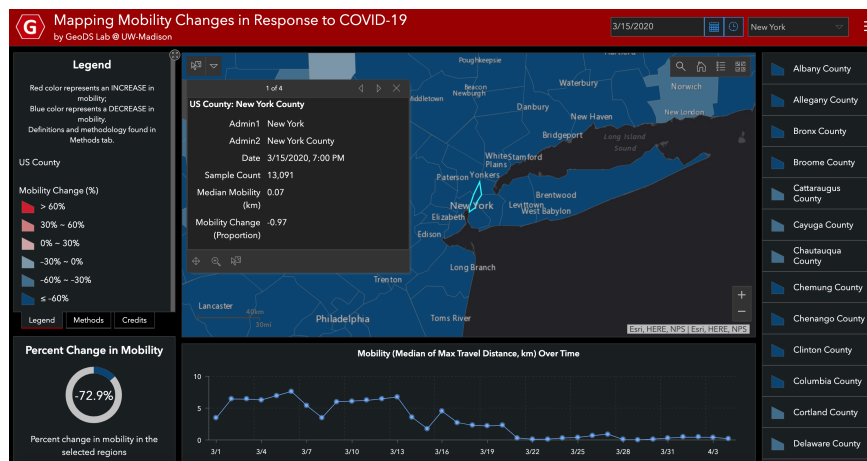 G
Mapping Mobility Changes in Response to COVID-19
by GeoDS Lab @ UW-Madison
3/15/2020
New York
Legend
Red color represents an INCREASE in
mobility;
Blue color represents a DECREASE in
mobility.
Definitions and methodology found in
Methods tab.
US County
Mobility Change (%)
> 60%
30% ~ 60%
0% ~ 30%
-30% ~ 0%
-60% ~ -30%
≤ -60%
Legend
Methods
Credits
1 of 4
US County: New York County
Admin1 New York
Admin2 New York County
Date 3/15/2020, 7:00 PM
Sample Count 13,091
Median Mobility 0.07
(km)
Mobility Change -0.97
(Proportion)
Poughkeepsie
Beacon
Newburgh
Middletown
Waterbury
Norwich
Danbury
New London
New Haven
Bridgeport
Long Island
Sound
White
Plains
Stamford
Paterson
Yonkers
New York
Levittown
Brentwood
West Babylon
Elizabeth
Edison
Long Branch
Trenton
Lancaster
40km
30mi
Philadelphia
Toms River
+
−
Esri, HERE, NPS | Esri, HERE, NPS
Albany County
Allegany County
Bronx County
Broome County
Cattaraugus
County
Cayuga County
Chautauqua
County
Chemung County
Chenango County
Clinton County
Columbia County
Cortland County
Delaware County
Percent Change in Mobility
-72.9%
Percent change in mobility in the
selected regions
Mobility (Median of Max Travel Distance, km) Over Time
10
5
0
3/1
3/4
3/7
3/10
3/13
3/16
3/19
3/22
3/25
3/28
3/31
4/3